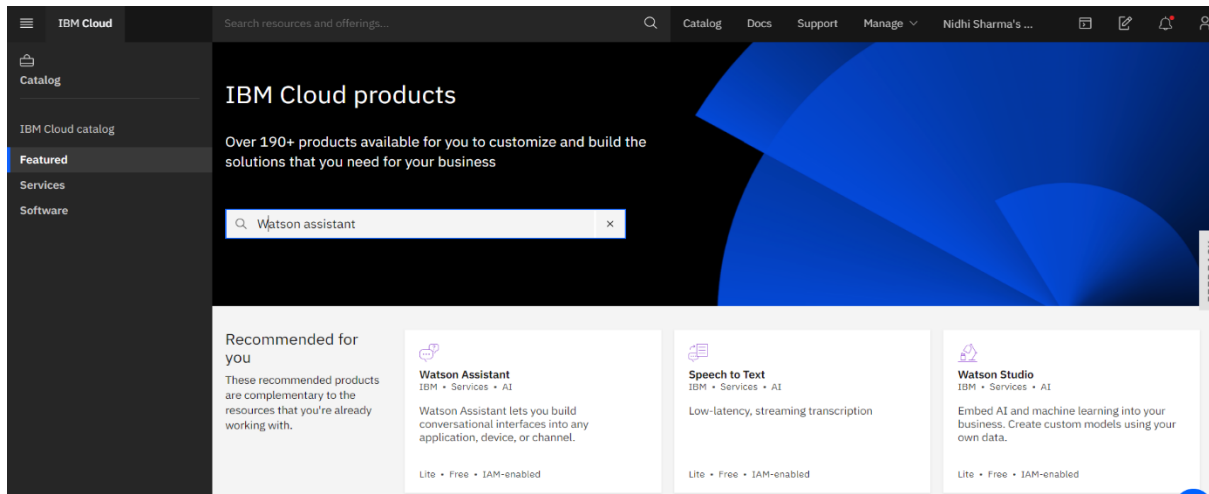 IBM Cloud
Search resources and offerings...
Catalog
Docs
Support
Manage
Nidhi Sharma's ...
Catalog
IBM Cloud catalog
Featured
Services
Software
IBM Cloud products
Over 190+ products available for you to customize and build the
solutions that you need for your business
Watson assistant
Recommended for
you
These recommended products
are complementary to the
resources that you're already
working with.
Watson Assistant
IBM • Services • AI
Watson Assistant lets you build
conversational interfaces into any
application, device, or channel.
Lite • Free • IAM-enabled
Speech to Text
IBM • Services • AI
Low-latency, streaming transcription
Lite • Free • IAM-enabled
Watson Studio
IBM • Services • AI
Embed AI and machine learning into your
business. Create custom models using your
own data.
Lite • Free • IAM-enabled